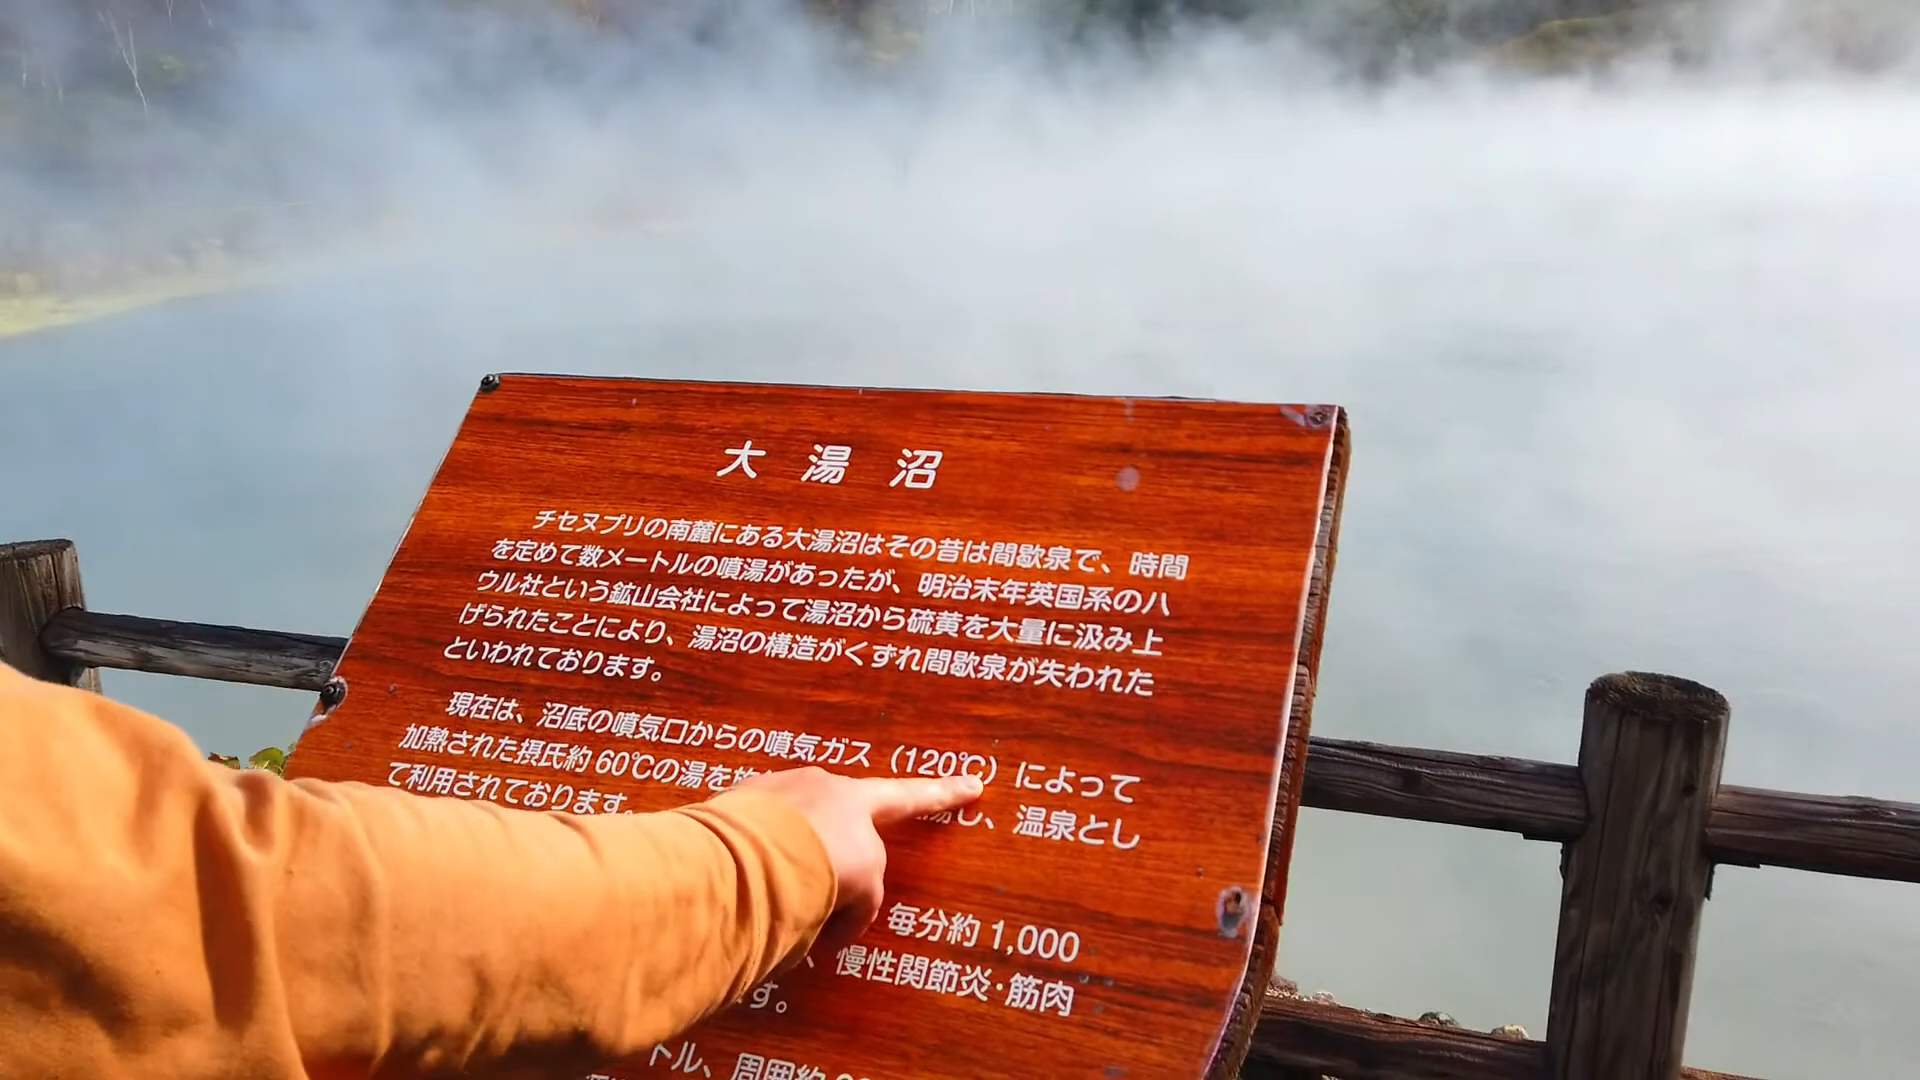 大湯沼
チセヌプリの南麓にある大湯沼はその昔は間歇泉で、時間
を定めて数メートルの噴湯があったが、明治末年英国系のハ
ウル社という鉱山会社によって湯沼から硫黄を大量に汲み上
げられたことにより、湯沼の構造がくずれ間歇泉が失われた
といわれております。
現在は、沼底の噴気口からの噴気ガス（120℃）によって
加熱された摂氏約60℃の湯を し、温泉とし
て利用されております。
毎分約1,000
、慢性関節炎・筋肉
す。
トル、周囲約